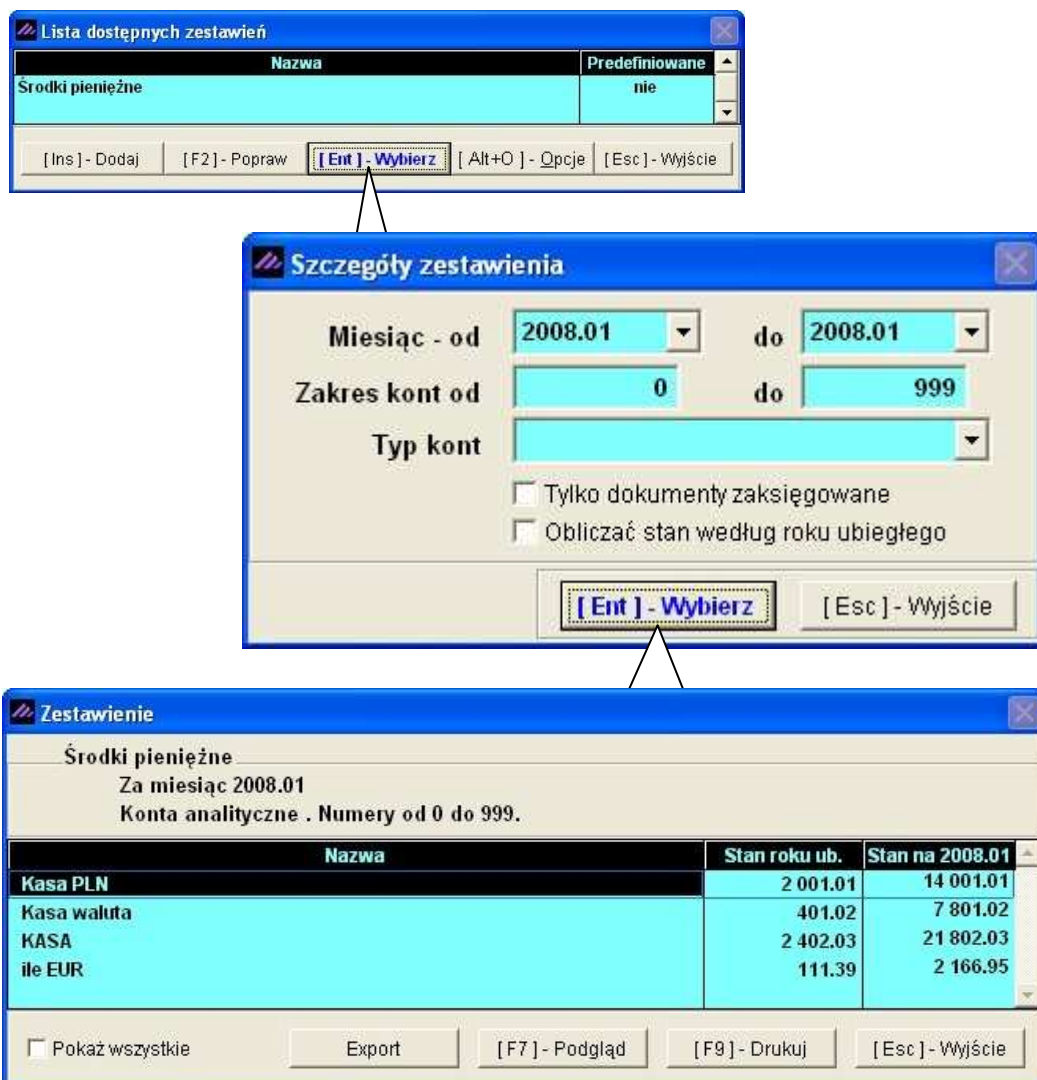 Lista dostępnych zestawień
Nazwa Predefiniowane
Środki pieniężne nie
[Ins] - Dodaj [F2] - Popraw [Ent] - Wybierz [Alt+O] - Opcje [Esc] - Wyjście
Szczegóły zestawienia
Miesiąc - od 2008.01 do 2008.01
Zakres kont od 0 do 999
Typ kont
Tylko dokumenty zaksięgowane
Obliczać stan według roku ubiegłego
[Ent] - Wybierz [Esc] - Wyjście
Zestawienie
Środki pieniężne
Za miesiąc 2008.01
Konta analityczne . Numery od 0 do 999.
Nazwa Stan roku ub. Stan na 2008.01
Kasa PLN 2 001.01 14 001.01
Kasa waluta 401.02 7 801.02
KASA 2 402.03 21 802.03
ile EUR 111.39 2 166.95
Pokaż wszystkie Export [F7] - Podgląd [F9] - Drukuj [Esc] - Wyjście